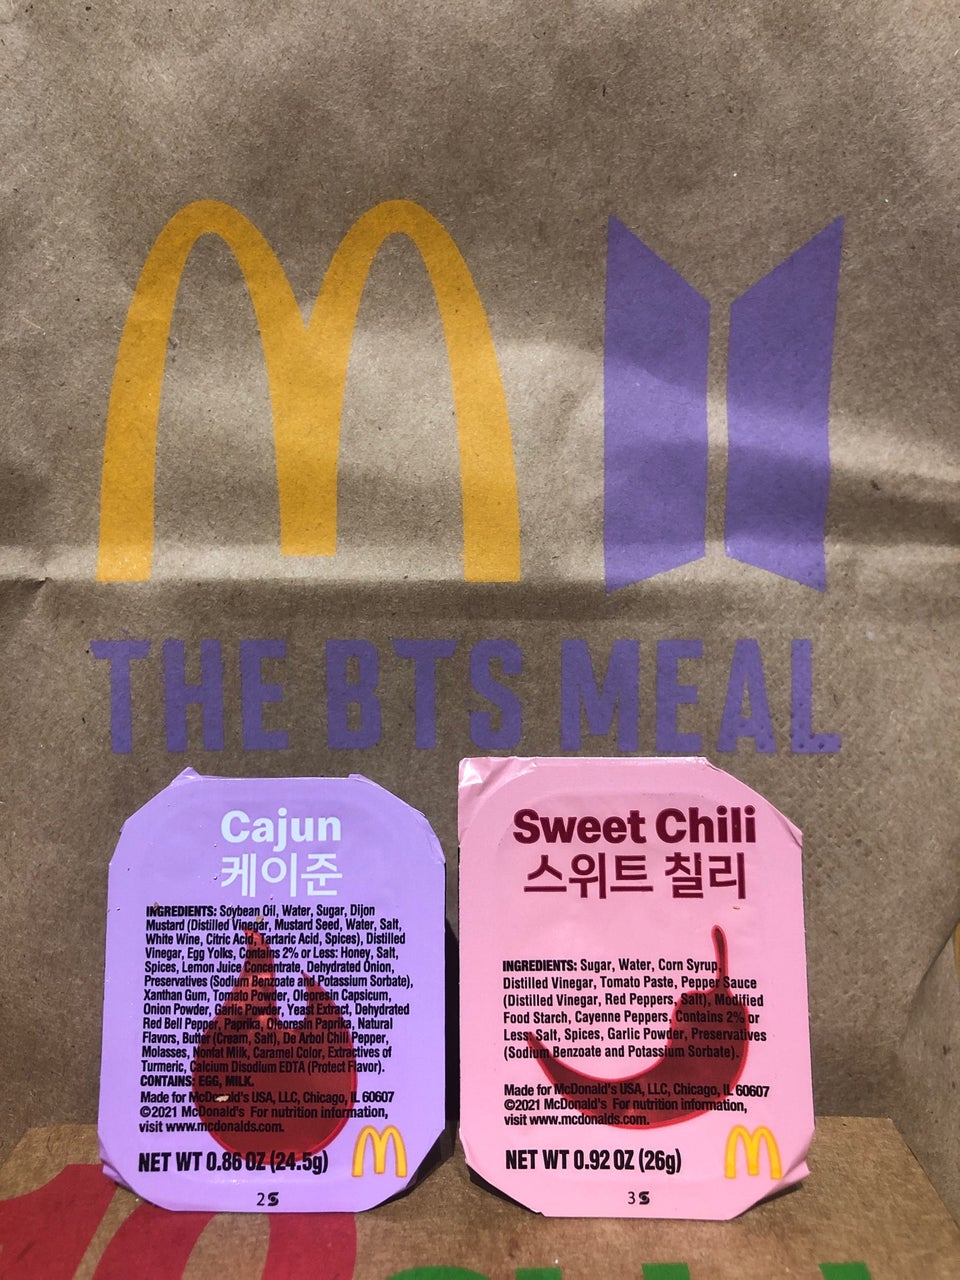 THE BTS MEAL
Cajun
케이준
INGREDIENTS: Soybean Oil, Water, Sugar, Dijon
Mustard (Distilled Vinegar, Mustard Seed, Water, Salt,
White Wine, Citric Acid, Tartaric Acid, Spices), Distilled
Vinegar, Egg Yolks, Contains 2% or Less: Honey, Salt,
Spices, Lemon Juice Concentrate, Dehydrated Onion,
Preservatives (Sodium Benzoate and Potassium Sorbate),
Xanthan Gum, Tomato Powder, Oleoresin Capsicum,
Onion Powder, Garlic Powder, Yeast Extract, Dehydrated
Red Bell Pepper, Paprika, Oleoresin Paprika, Natural
Flavors, Butter (Cream, Salt), De Arbol Chili Pepper,
Molasses, Nonfat Milk, Caramel Color, Extractives of
Turmeric, Calcium Disodium EDTA (Protect Flavor).
CONTAINS: EGG, MILK.
Made for McDonald's USA, LLC, Chicago, IL 60607
©2021 McDonald's For nutrition information,
visit www.mcdonalds.com.
NET WT 0.86 OZ (24.5g)
2S
Sweet Chili
스위트 칠리
INGREDIENTS: Sugar, Water, Corn Syrup,
Distilled Vinegar, Tomato Paste, Pepper Sauce
(Distilled Vinegar, Red Peppers, Salt), Modified
Food Starch, Cayenne Peppers, Contains 2% or
Less: Salt, Spices, Garlic Powder, Preservatives
(Sodium Benzoate and Potassium Sorbate).
Made for McDonald's USA, LLC, Chicago, IL 60607
©2021 McDonald's For nutrition information,
visit www.mcdonalds.com.
NET WT 0.92 OZ (26g)
3S